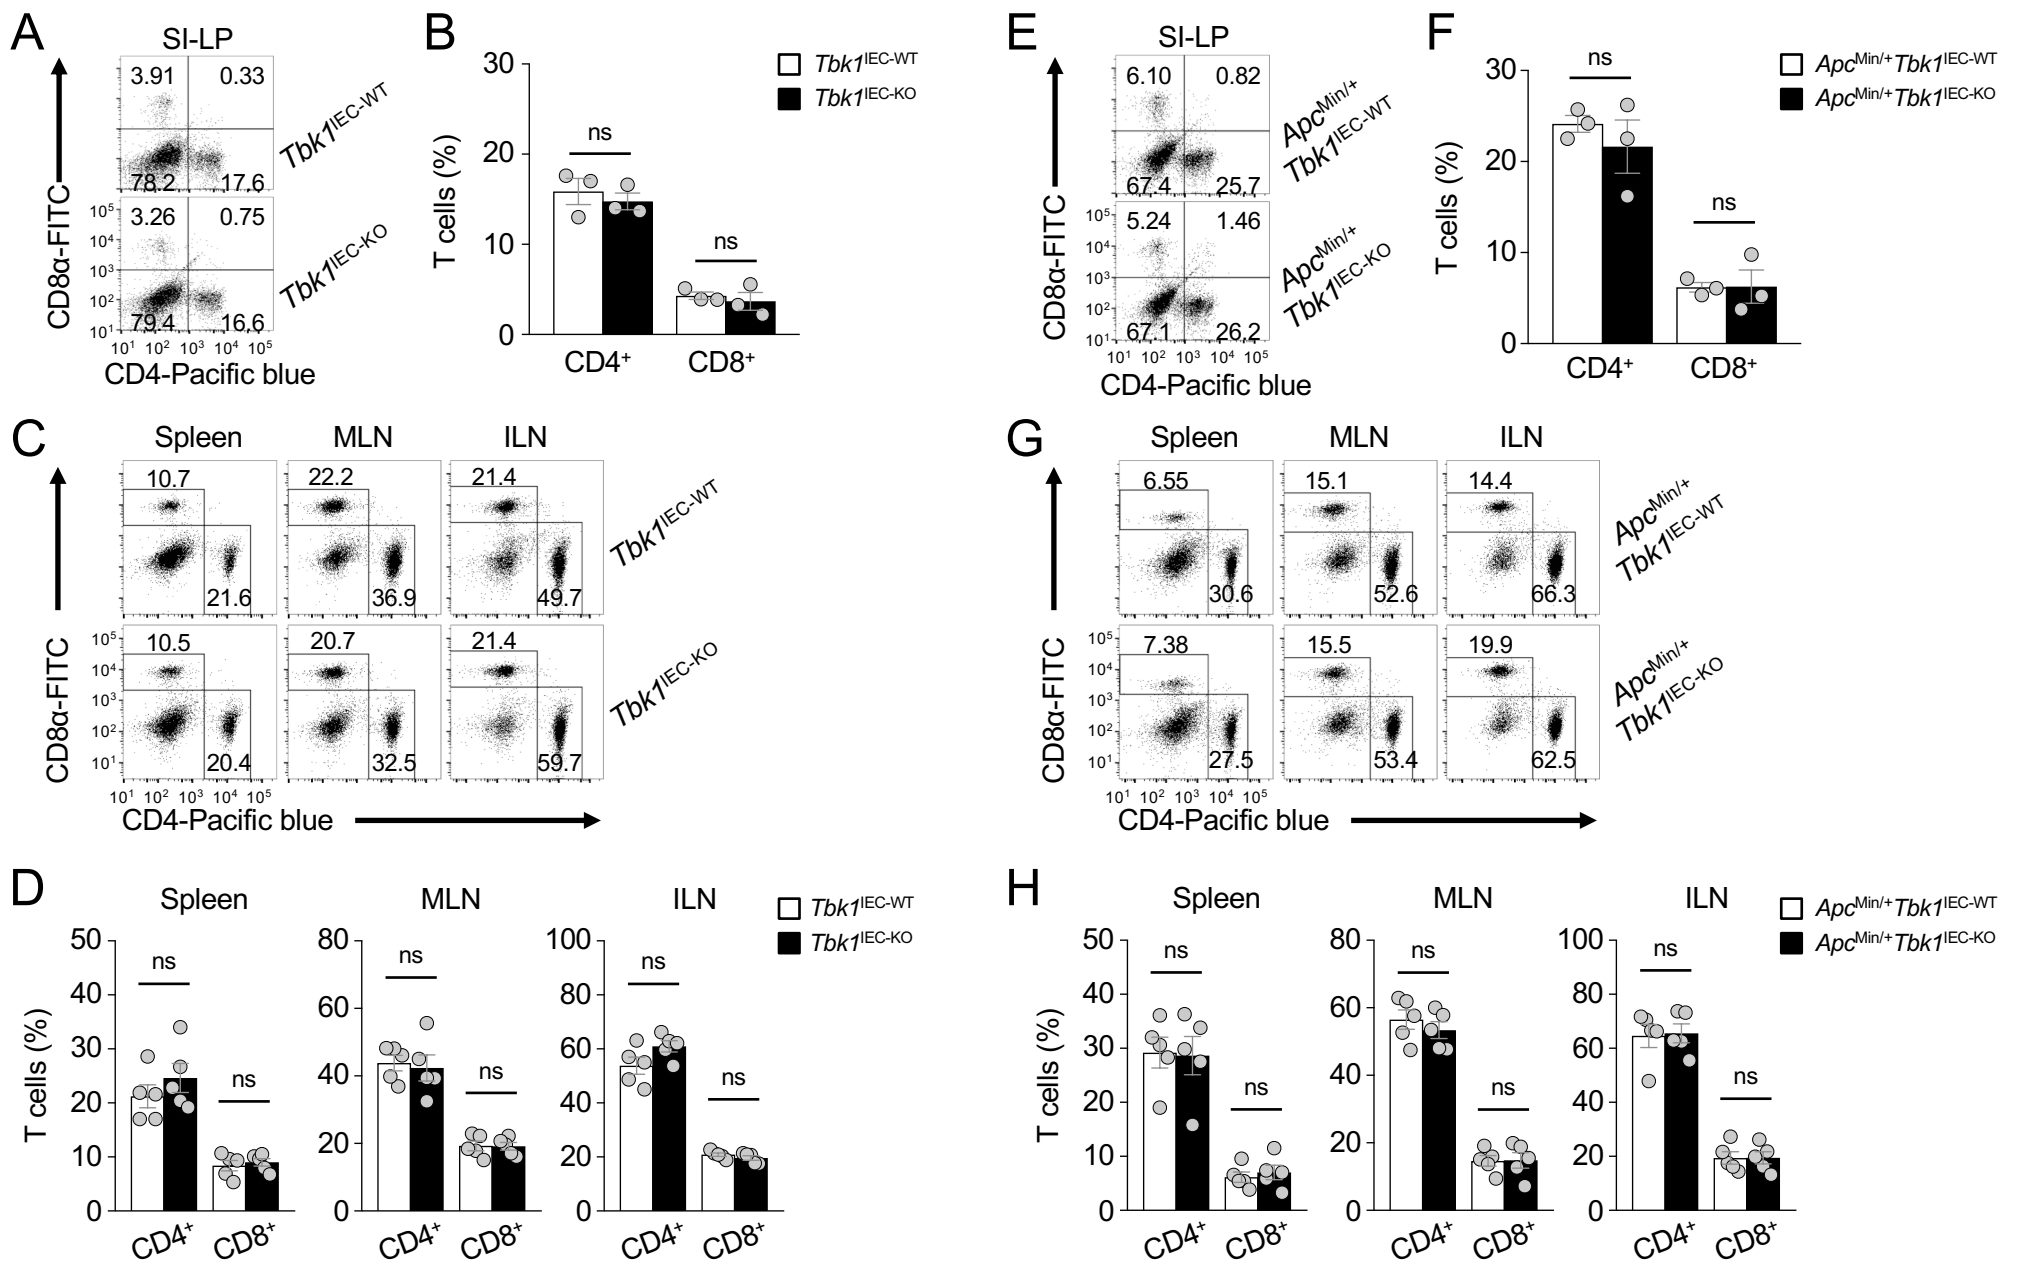 A
SI-LP
3.91 0.33
78.2 17.6
Tbk1IEC-WT
3.26 0.75
79.4 16.6
Tbk1IEC-KO
10⁵
10⁴
10³
10²
10¹
10¹ 10² 10³ 10⁴ 10⁵
CD8α-FITC
CD4-Pacific blue
B
Tbk1IEC-WT
Tbk1IEC-KO
T cells (%)
30
20
10
0
ns
ns
CD4⁺ CD8⁺
C
Spleen MLN ILN
10.7 22.2 21.4
21.6 36.9 49.7
Tbk1IEC-WT
10.5 20.7 21.4
20.4 32.5 59.7
Tbk1IEC-KO
10⁵
10⁴
10³
10²
10¹
10¹ 10² 10³ 10⁴ 10⁵
CD8α-FITC
CD4-Pacific blue
D
Spleen MLN ILN
Tbk1IEC-WT
Tbk1IEC-KO
T cells (%)
50
40
30
20
10
0
ns
ns
CD4⁺ CD8⁺
80
60
40
20
0
ns
ns
CD4⁺ CD8⁺
100
80
60
40
20
0
ns
ns
CD4⁺ CD8⁺
E
SI-LP
6.10 0.82
67.4 25.7
ApcMin/+
Tbk1IEC-WT
5.24 1.46
67.1 26.2
ApcMin/+
Tbk1IEC-KO
10⁵
10⁴
10³
10²
10¹
10¹ 10² 10³ 10⁴ 10⁵
CD8α-FITC
CD4-Pacific blue
F
ApcMin/+Tbk1IEC-WT
ApcMin/+Tbk1IEC-KO
T cells (%)
30
20
10
0
ns
ns
CD4⁺ CD8⁺
G
Spleen MLN ILN
6.55 15.1 14.4
30.6 52.6 66.3
ApcMin/+
Tbk1IEC-WT
7.38 15.5 19.9
27.5 53.4 62.5
ApcMin/+
Tbk1IEC-KO
10⁵
10⁴
10³
10²
10¹
10¹ 10² 10³ 10⁴ 10⁵
CD8α-FITC
CD4-Pacific blue
H
Spleen MLN ILN
ApcMin/+Tbk1IEC-WT
ApcMin/+Tbk1IEC-KO
T cells (%)
50
40
30
20
10
0
ns
ns
CD4⁺ CD8⁺
80
60
40
20
0
ns
ns
CD4⁺ CD8⁺
100
80
60
40
20
0
ns
ns
CD4⁺ CD8⁺